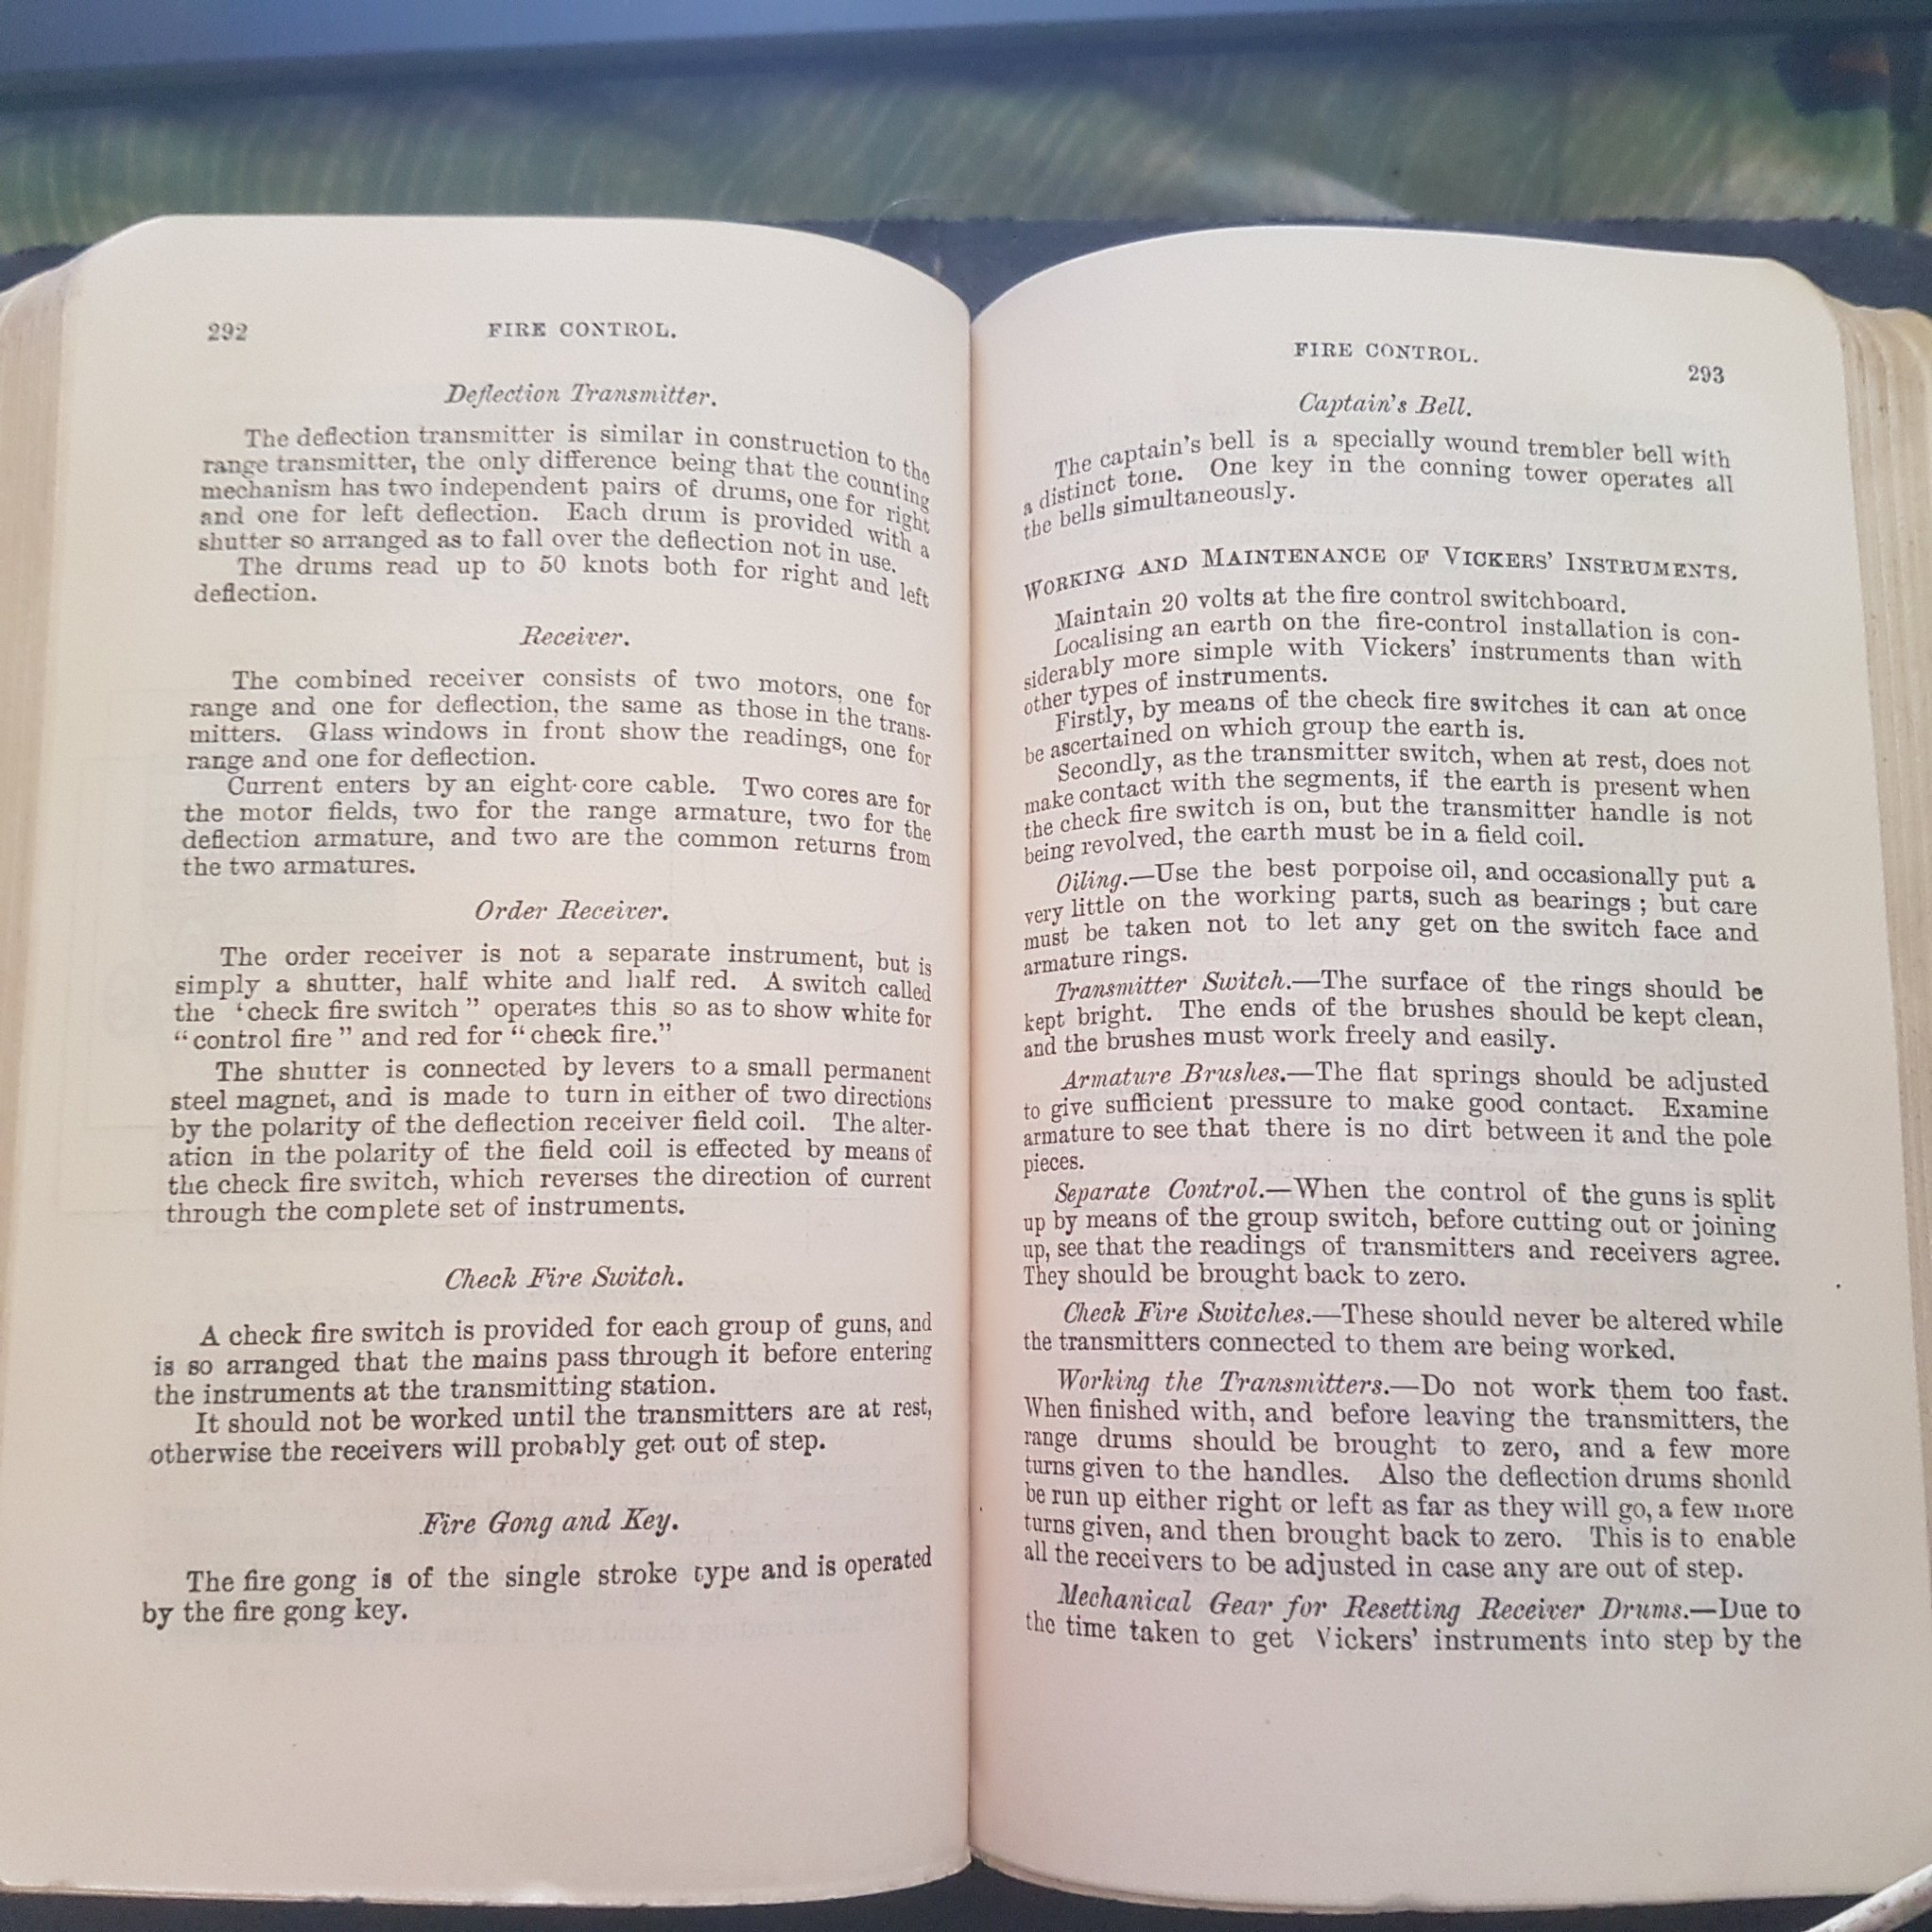 292
FIRE CONTROL.
Deflection Transmitter.
The deflection transmitter is similar in construction to the
range transmitter, the only difference being that the counting
mechanism has two independent pairs of drums, one for right
and one for left deflection. Each drum is provided with a
shutter so arranged as to fall over the deflection not in use.
The drums read up to 50 knots both for right and left
deflection.
Receiver.
The combined receiver consists of two motors, one for
range and one for deflection, the same as those in the trans-
mitters. Glass windows in front show the readings, one for
range and one for deflection.
Current enters by an eight-core cable. Two cores are for
the motor fields, two for the range armature, two for the
deflection armature, and two are the common returns from
the two armatures.
Order Receiver.
The order receiver is not a separate instrument, but is
simply a shutter, half white and half red. A switch called
the ‘check fire switch” operates this so as to show white for
“control fire” and red for “check fire.”
The shutter is connected by levers to a small permanent
steel magnet, and is made to turn in either of two directions
by the polarity of the deflection receiver field coil. The alter-
ation in the polarity of the field coil is effected by means of
the check fire switch, which reverses the direction of current
through the complete set of instruments.
Check Fire Switch.
A check fire switch is provided for each group of guns, and
is so arranged that the mains pass through it before entering
the instruments at the transmitting station.
It should not be worked until the transmitters are at rest,
otherwise the receivers will probably get out of step.
Fire Gong and Key.
The fire gong is of the single stroke type and is operated
by the fire gong key.
FIRE CONTROL.
293
Captain's Bell.
The captain's bell is a specially wound trembler bell with
a distinct tone. One key in the conning tower operates all
the bells simultaneously.
WORKING AND MAINTENANCE OF VICKERS' INSTRUMENTS.
Maintain 20 volts at the fire control switchboard.
Localising an earth on the fire-control installation is con-
siderably more simple with Vickers' instruments than with
other types of instruments.
Firstly, by means of the check fire switches it can at once
be ascertained on which group the earth is.
Secondly, as the transmitter switch, when at rest, does not
make contact with the segments, if the earth is present when
the check fire switch is on, but the transmitter handle is not
being revolved, the earth must be in a field coil.
Oiling.—Use the best porpoise oil, and occasionally put a
very little on the working parts, such as bearings; but care
must be taken not to let any get on the switch face and
armature rings.
Transmitter Switch.—The surface of the rings should be
kept bright. The ends of the brushes should be kept clean,
and the brushes must work freely and easily.
Armature Brushes.—The flat springs should be adjusted
to give sufficient pressure to make good contact. Examine
armature to see that there is no dirt between it and the pole
pieces.
Separate Control.—When the control of the guns is split
up by means of the group switch, before cutting out or joining
up, see that the readings of transmitters and receivers agree.
They should be brought back to zero.
Check Fire Switches.—These should never be altered while
the transmitters connected to them are being worked.
Working the Transmitters.—Do not work them too fast.
When finished with, and before leaving the transmitters, the
range drums should be brought to zero, and a few more
turns given to the handles. Also the deflection drums should
be run up either right or left as far as they will go, a few more
turns given, and then brought back to zero. This is to enable
all the receivers to be adjusted in case any are out of step.
Mechanical Gear for Resetting Receiver Drums.—Due to
the time taken to get Vickers' instruments into step by the